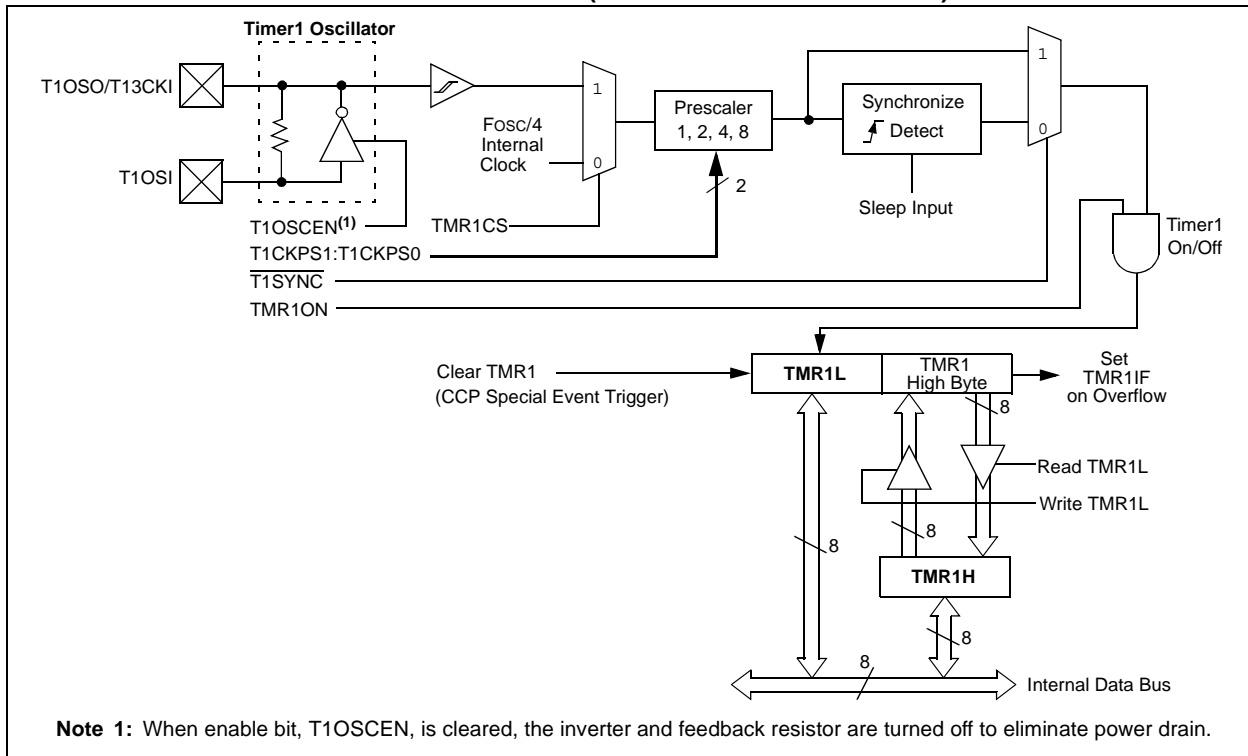 Timer1 Oscillator
T1OSO/T13CKI
T1OSI
FOSC/4
Internal
Clock
1
0
Prescaler
1, 2, 4, 8
2
Synchronize
Detect
Sleep Input
1
0
Timer1
On/Off
T1OSCEN(1)
TMR1CS
T1CKPS1:T1CKPS0
T1SYNC
TMR1ON
Clear TMR1
(CCP Special Event Trigger)
TMR1L
TMR1
High Byte
Set
TMR1IF
on Overflow
8
Read TMR1L
Write TMR1L
8
8
TMR1H
8
8
Internal Data Bus
Note 1: When enable bit, T1OSCEN, is cleared, the inverter and feedback resistor are turned off to eliminate power drain.